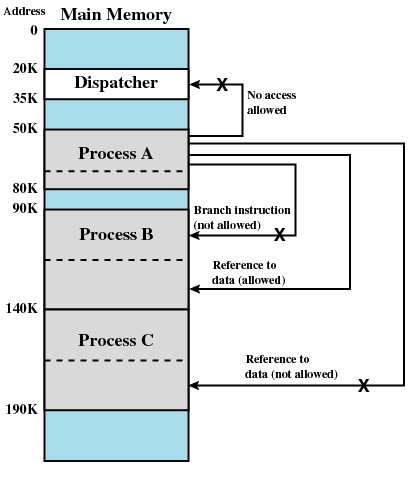 Address
Main Memory
0
20K
Dispatcher
X
35K
No access
allowed
50K
Process A
80K
90K
Branch instruction
(not allowed)
X
Process B
Reference to
data (allowed)
140K
Process C
Reference to
data (not allowed)
X
190K